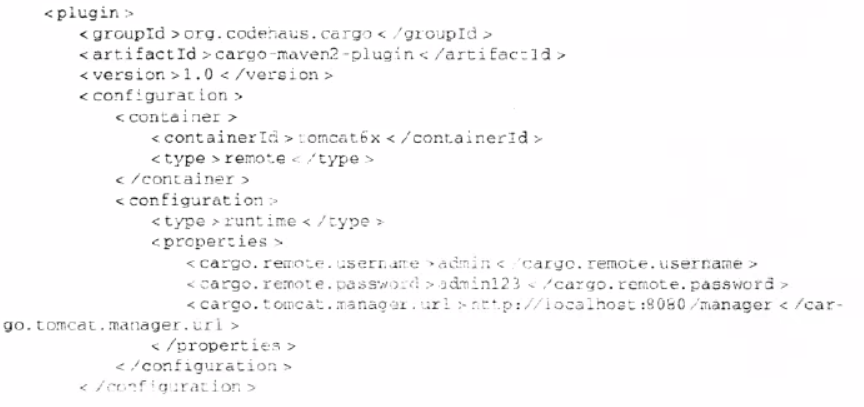 <plugin>
<groupId>org.codehaus.cargo</groupId>
<artifactId>cargo-maven2-plugin</artifactId>
<version>1.0</version>
<configuration>
<container>
<containerId>tomcat6x</containerId>
<type>remote</type>
</container>
<configuration>
<type>runtime</type>
<properties>
<cargo.remote.username>admin</cargo.remote.username>
<cargo.remote.password>admin123</cargo.remote.password>
<cargo.tomcat.manager.url>http://localhost:8080/manager</car-
go.tomcat.manager.url>
</properties>
</configuration>
</configuration>